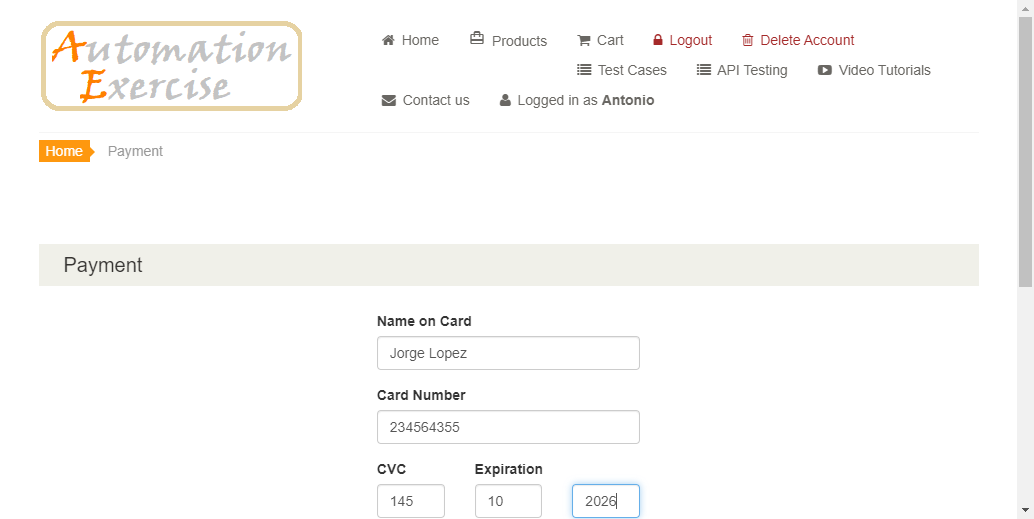 Automation
Exercise
Home Products Cart Logout Delete Account
Test Cases API Testing Video Tutorials
Contact us Logged in as Antonio
Home Payment
Payment
Name on Card
Jorge Lopez
Card Number
234564355
CVC Expiration
145 10 2026